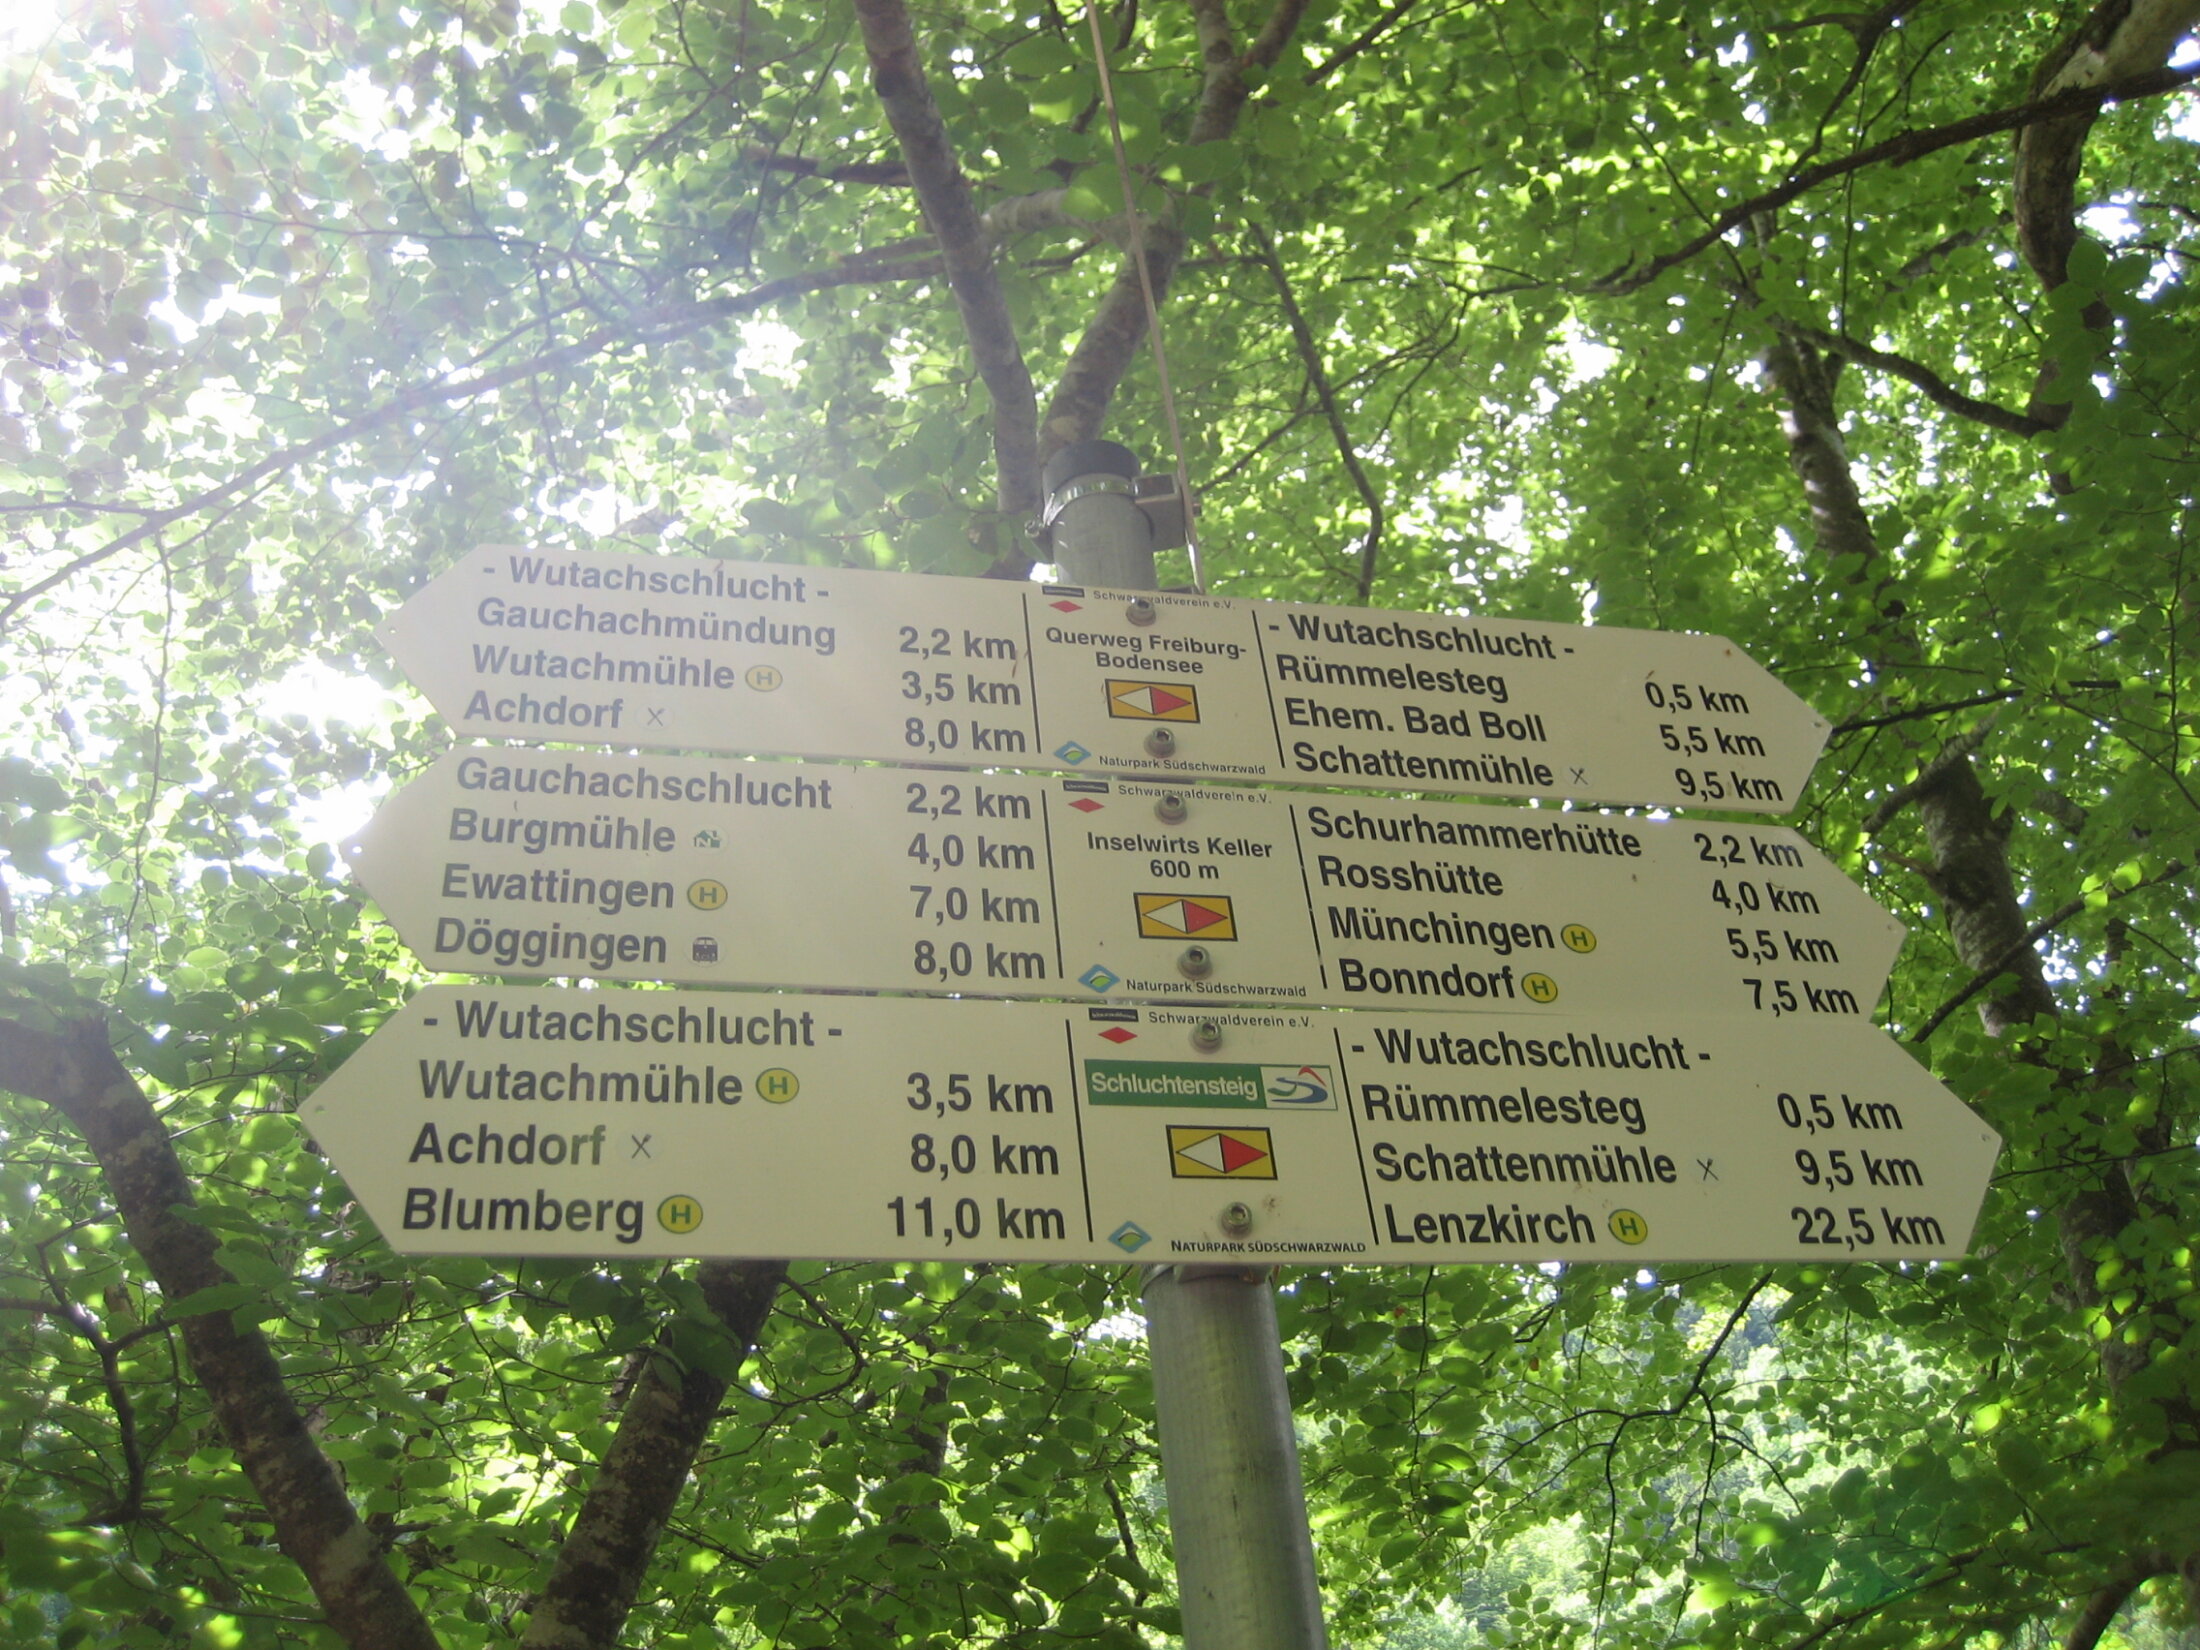 - Wutachschlucht -
Gauchachmündung 2,2 km
Wutachmühle H 3,5 km
Achdorf 8,0 km
Schwarzwaldverein e.V.
Querweg Freiburg-
Bodensee
Naturpark Südschwarzwald
- Wutachschlucht -
Rümmelesteg 0,5 km
Ehem. Bad Boll 5,5 km
Schattenmühle 9,5 km
Gauchachschlucht 2,2 km
Burgmühle 4,0 km
Ewattingen H 7,0 km
Döggingen 8,0 km
Schwarzwaldverein e.V.
Inselwirts Keller
600 m
Naturpark Südschwarzwald
Schurhammerhütte 2,2 km
Rosshütte 4,0 km
Münchingen H 5,5 km
Bonndorf H 7,5 km
- Wutachschlucht -
Wutachmühle H 3,5 km
Achdorf 8,0 km
Blumberg H 11,0 km
Schwarzwaldverein e.V.
Schluchtensteig
NATURPARK SÜDSCHWARZWALD
- Wutachschlucht -
Rümmelesteg 0,5 km
Schattenmühle 9,5 km
Lenzkirch H 22,5 km